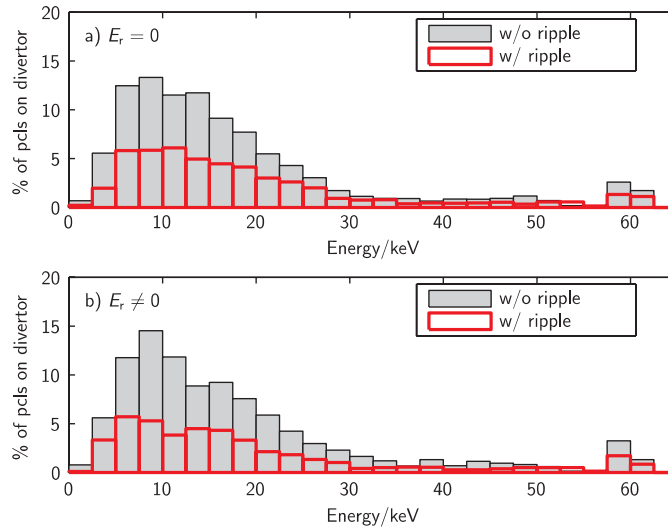 20
15
10
5
0
% of pcls on divertor
a) Er = 0
w/o ripple
w/ ripple
0 10 20 30 40 50 60
Energy/keV
20
15
10
5
0
% of pcls on divertor
b) Er ≠ 0
w/o ripple
w/ ripple
0 10 20 30 40 50 60
Energy/keV